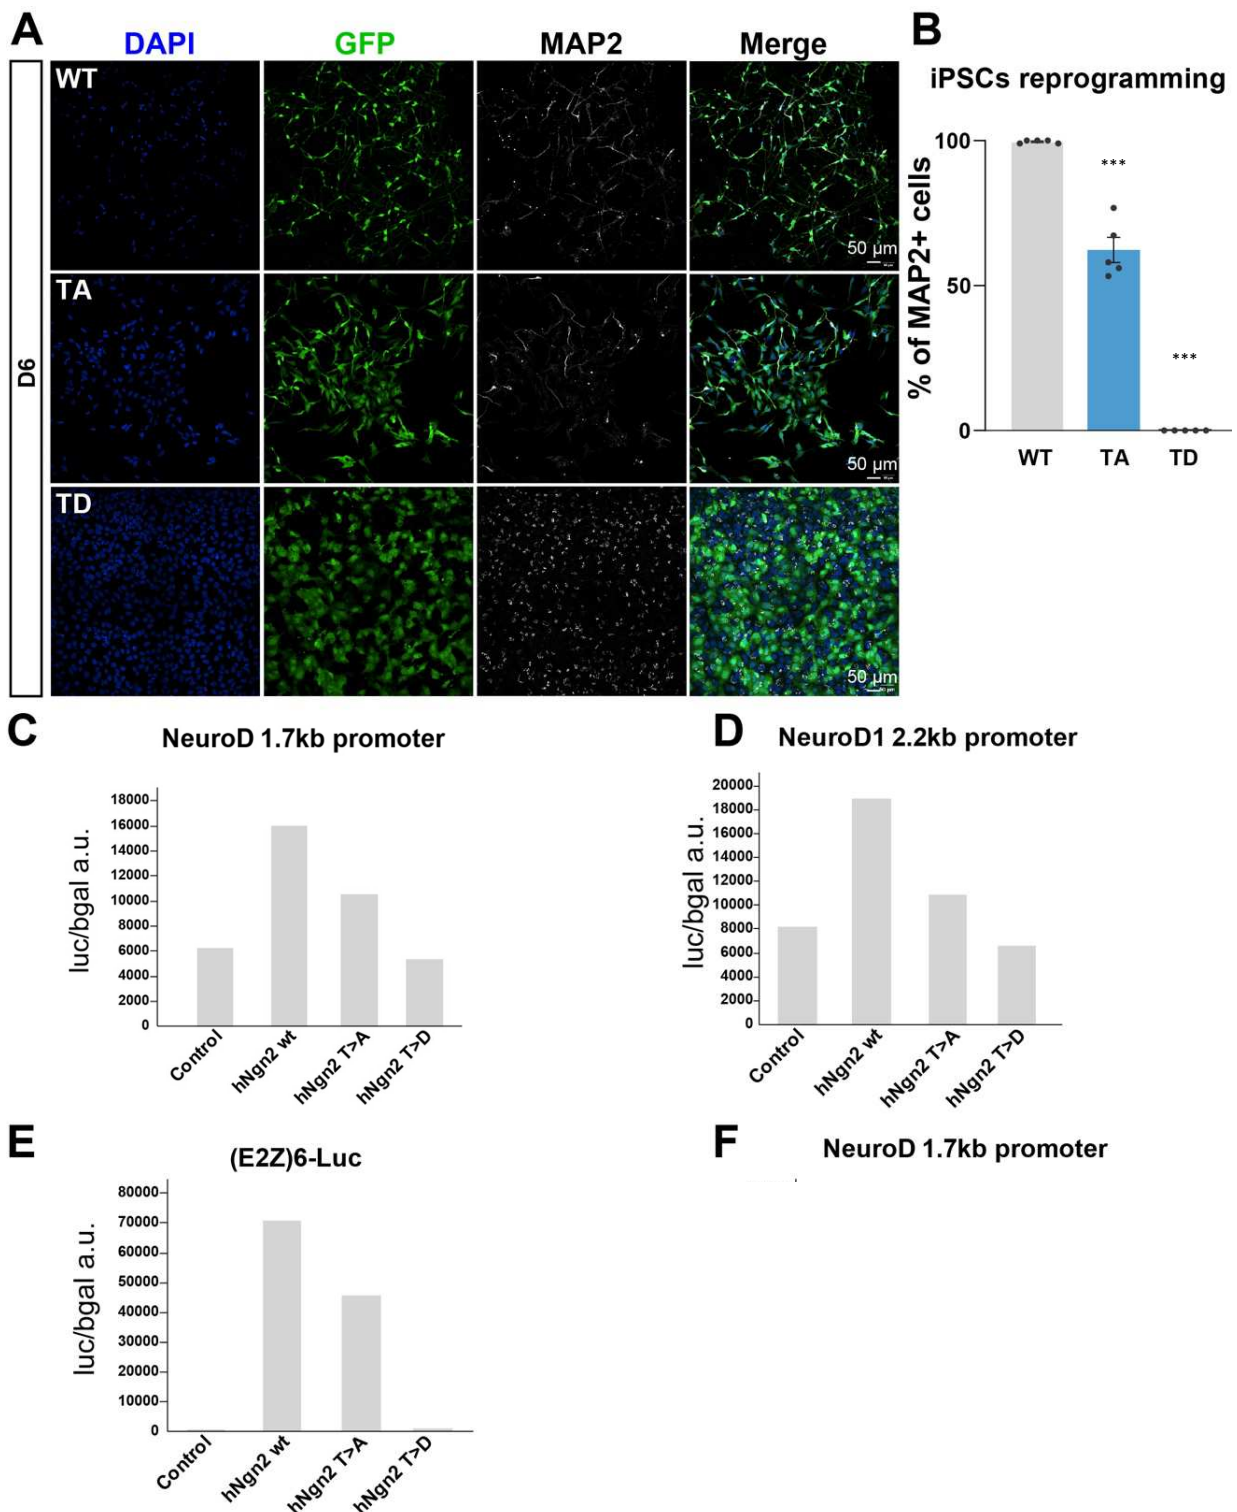 A
DAPI GFP MAP2 Merge
D6
WT
50 µm
TA
50 µm
TD
50 µm
B
iPSCs reprogramming
% of MAP2+ cells
100
50
0
***
***
WT TA TD
C
NeuroD 1.7kb promoter
luc/bgal a.u.
18000
16000
14000
12000
10000
8000
6000
4000
2000
0
Control hNgn2 wt hNgn2 T>A hNgn2 T>D
D
NeuroD1 2.2kb promoter
luc/bgal a.u.
20000
18000
16000
14000
12000
10000
8000
6000
4000
2000
0
Control hNgn2 wt hNgn2 T>A hNgn2 T>D
E
(E2Z)6-Luc
luc/bgal a.u.
80000
70000
60000
50000
40000
30000
20000
10000
0
Control hNgn2 wt hNgn2 T>A hNgn2 T>D
F
NeuroD 1.7kb promoter